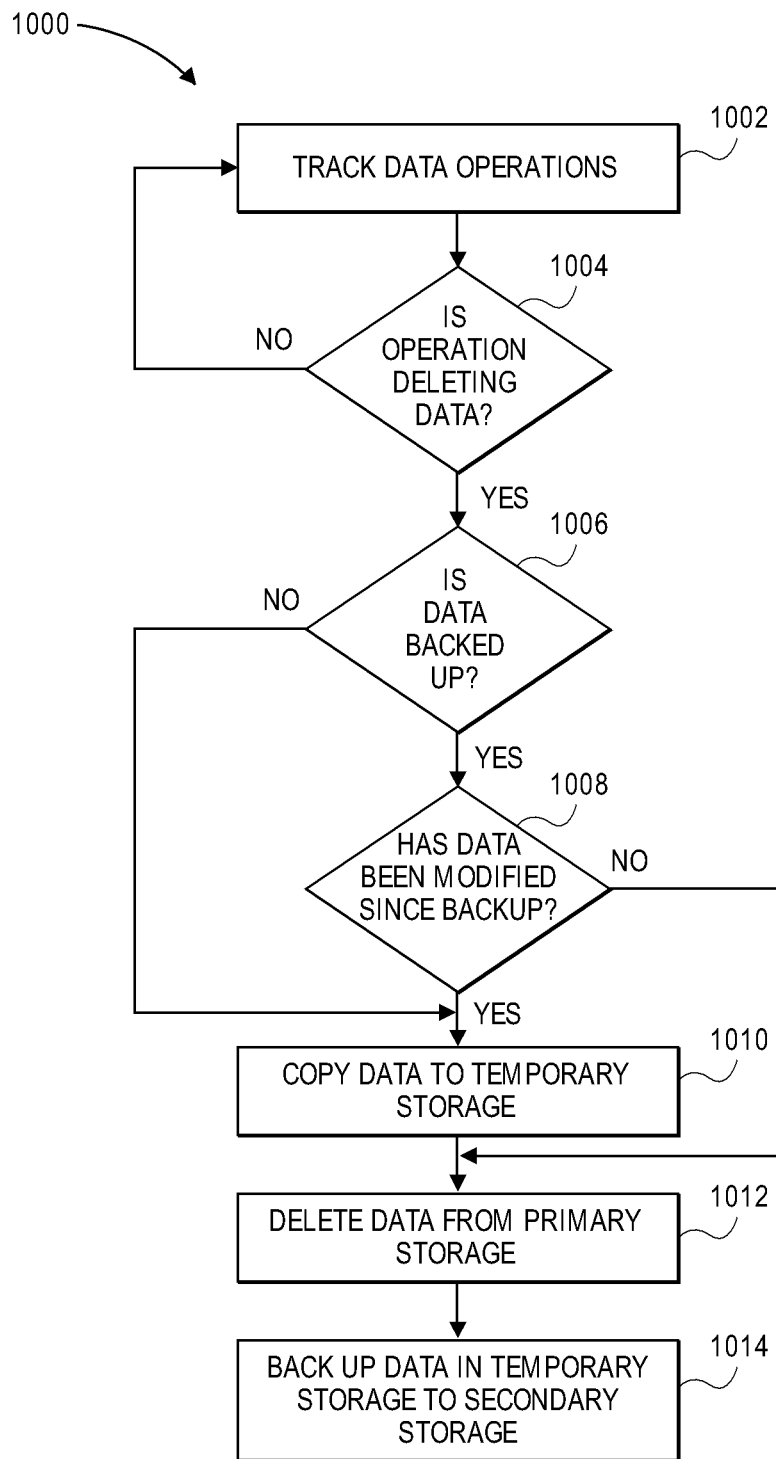 1000
1002
TRACK DATA OPERATIONS
1004
IS
OPERATION
DELETING
DATA?
NO
YES
1006
IS
DATA
BACKED
UP?
NO
YES
1008
HAS DATA
BEEN MODIFIED
SINCE BACKUP?
NO
YES
1010
COPY DATA TO TEMPORARY
STORAGE
1012
DELETE DATA FROM PRIMARY
STORAGE
1014
BACK UP DATA IN TEMPORARY
STORAGE TO SECONDARY
STORAGE